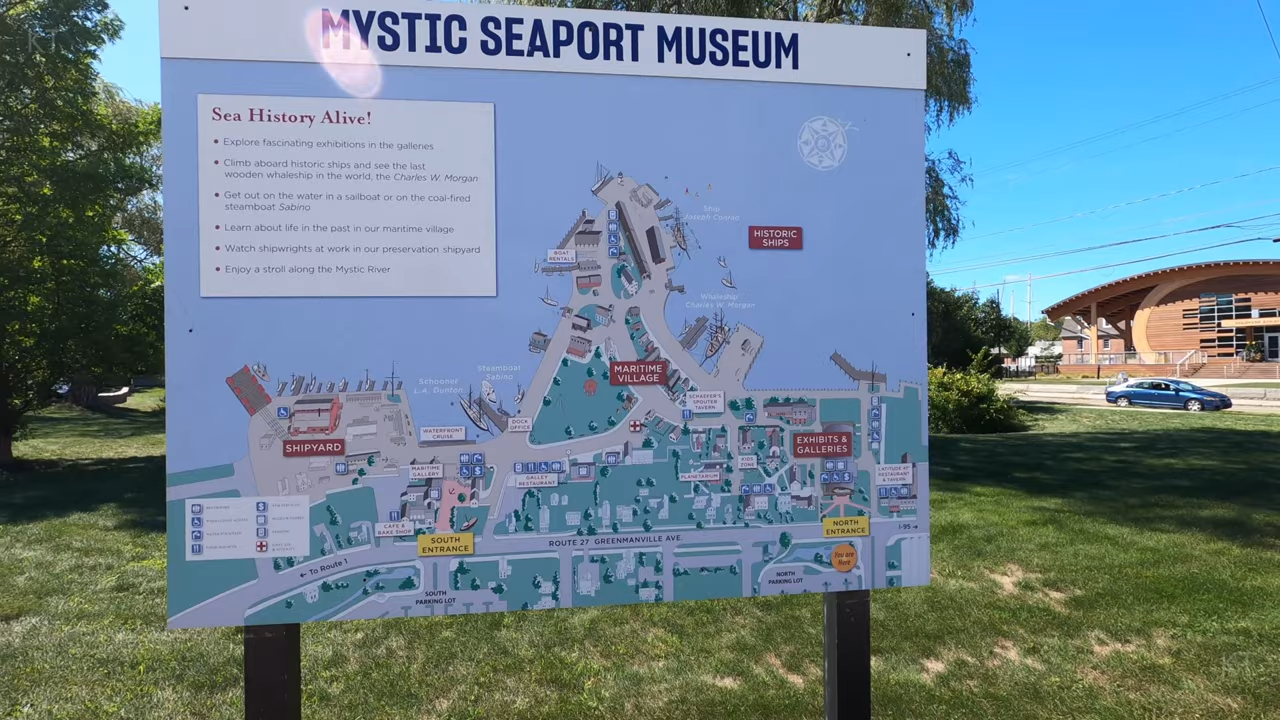 MYSTIC SEAPORT MUSEUM
Sea History Alive!
• Explore fascinating exhibitions in the galleries
• Climb aboard historic ships and see the last
wooden whaleship in the world, the Charles W. Morgan
• Get out on the water in a sailboat or on the coal-fired
steamboat Sabino
• Learn about life in the past in our maritime village
• Watch shipwrights at work in our preservation shipyard
• Enjoy a stroll along the Mystic River
Ship
Joseph Conrad
HISTORIC
SHIPS
BOAT
RENTALS
Whaleship
Charles W. Morgan
MARITIME
VILLAGE
Steamboat
Sabino
Schooner
L.A. Dunton
SCHAEFER'S
SPOUTER
TAVERN
DOCK
OFFICE
WATERFRONT
CRUISE
SHIPYARD
EXHIBITS &
GALLERIES
KIDS
ZONE
MARITIME
GALLERY
GALLEY
RESTAURANT
PLANETARIUM
LATITUDE 41°
RESTAURANT
& TAVERN
CAFE &
BAKE SHOP
SOUTH
ENTRANCE
NORTH
ENTRANCE
I-95 →
ROUTE 27 GREENMANVILLE AVE.
You are
Here
← To Route 1
NORTH
PARKING LOT
SOUTH
PARKING LOT